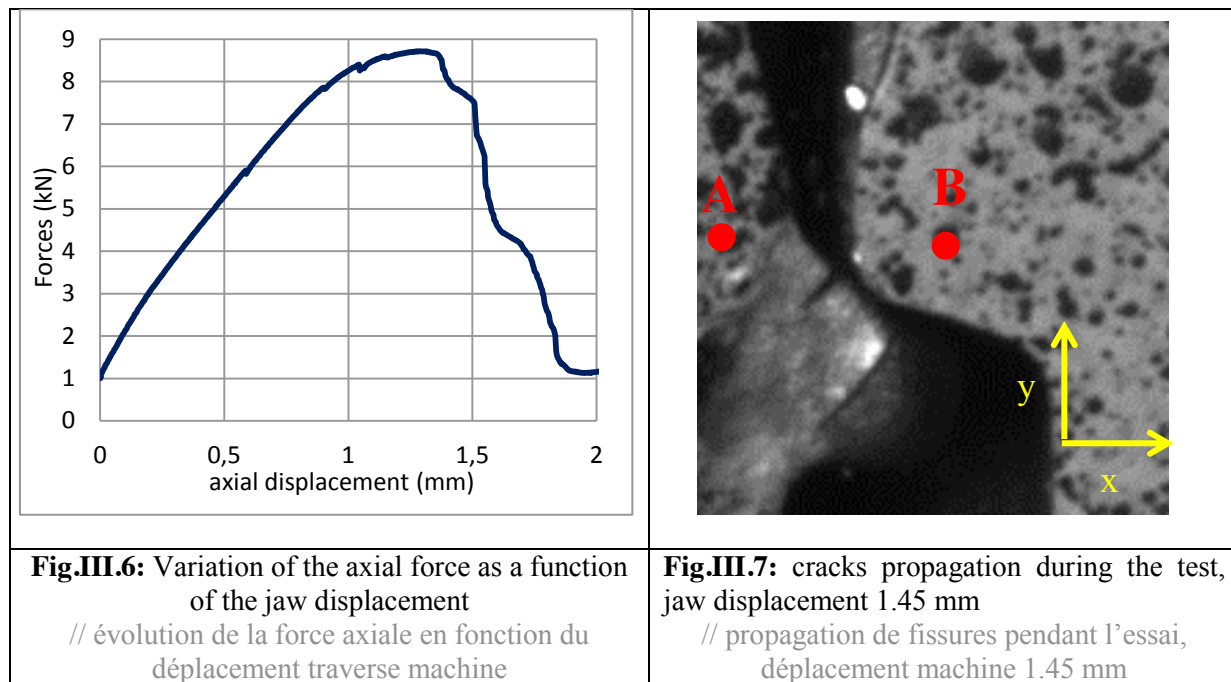 9
8
7
6
5
4
3
2
1
0
Forces (kN)
0 0,5 1 1,5 2
axial displacement (mm)
A
B
y
x
Fig.III.6: Variation of the axial force as a function
of the jaw displacement
// évolution de la force axiale en fonction du
déplacement traverse machine
Fig.III.7: cracks propagation during the test,
jaw displacement 1.45 mm
// propagation de fissures pendant l’essai,
déplacement machine 1.45 mm